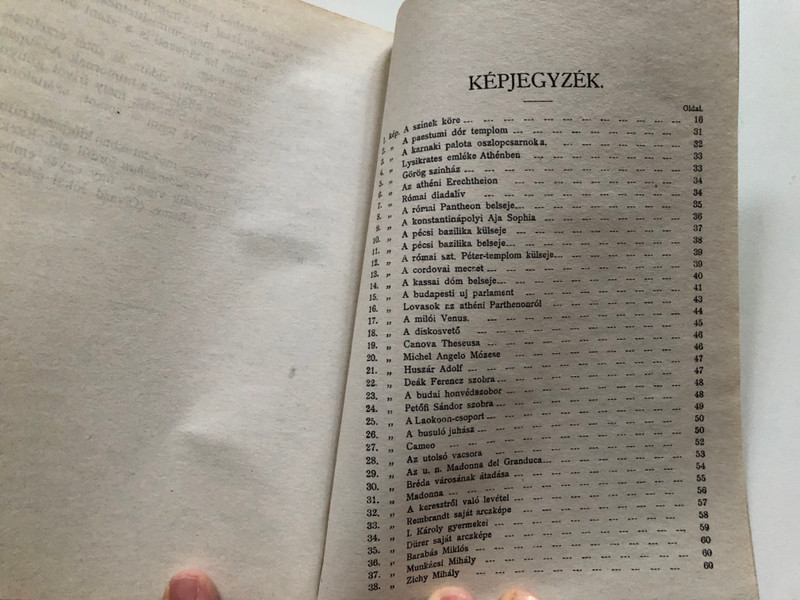 KÉPJEGYZÉK.
Oldal.
1. kép. A szinek köre 16
2. „ A paestumi dór templom 31
3. „ A karnaki palota oszlopcsarnoka. 32
4. „ Lysikrates emléke Athénben 33
5. „ Görög szinház 33
6. „ Az athéni Erechtheion 34
7. „ Római diadalív 34
8. „ A római Pantheon belseje 35
9. „ A konstantinápolyi Aja Sophia 36
10. „ A pécsi bazilika külseje 37
11. „ A pécsi bazilika belseje 38
12. „ A római szt. Péter-templom külseje 39
13. „ A cordovai mecset 39
14. „ A kassai dóm belseje 40
15. „ A budapesti uj parlament 41
16. „ Lovasok az athéni Parthenonról 43
17. „ A milói Venus. 44
18. „ A diskosvető 45
19. „ Canova Theseusa 46
20. „ Michel Angelo Mózese 46
21. „ Huszár Adolf 47
22. „ Deák Ferencz szobra 47
23. „ A budai honvédszobor 48
24. „ Petőfi Sándor szobra 48
25. „ A Laokoon-csoport 49
26. „ A busuló juhász 50
27. „ Cameo 50
28. „ Az utolsó vacsora 52
29. „ Az u. n. Madonna del Granduca 53
30. „ Bréda városának átadása 54
31. „ Madonna 55
32. „ A keresztről való levétel 56
33. „ Rembrandt saját arczképe 57
34. „ I. Károly gyermekei 58
35. „ Dürer saját arczképe 59
36. „ Barabás Miklós 60
37. „ Munkácsi Mihály 60
38. „ Zichy Mihály 60